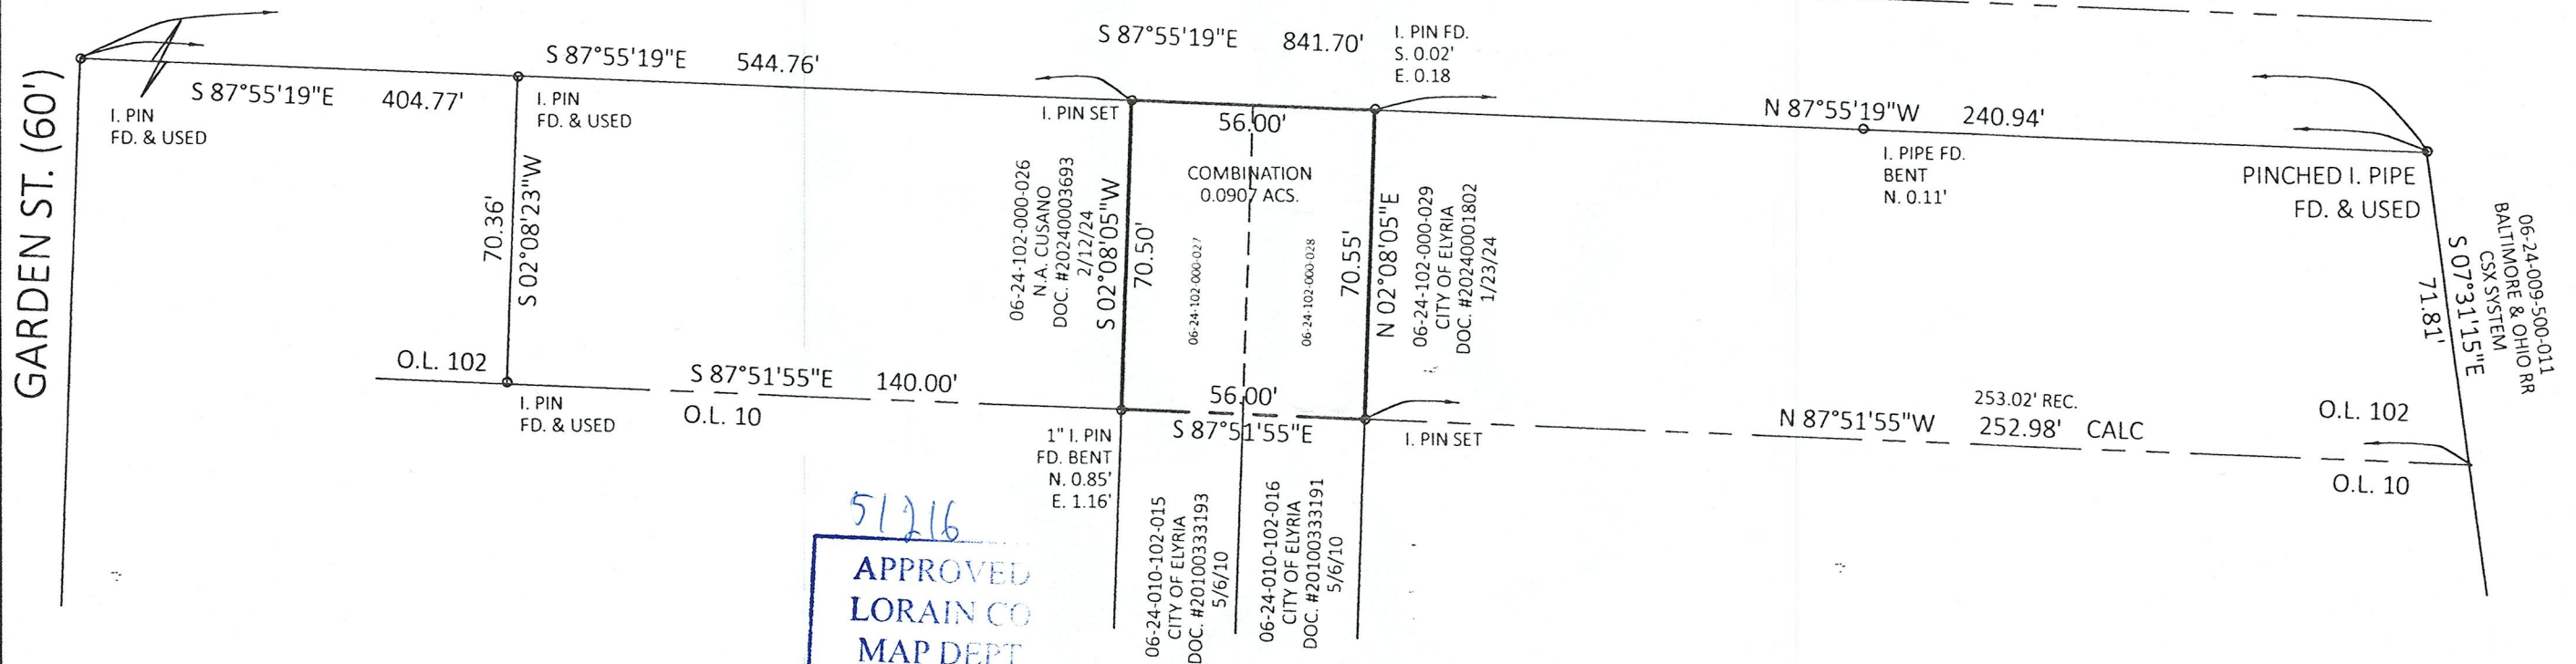 GARDEN ST. (60')
S 87°55'19"E 404.77'
I. PIN
FD. & USED
S 87°55'19"E 544.76'
I. PIN
FD. & USED
S 87°55'19"E 841.70'
I. PIN FD.
S. 0.02'
E. 0.18
I. PIN SET
56.00'
N 87°55'19"W 240.94'
I. PIPE FD.
BENT
N. 0.11'
PINCHED I. PIPE
FD. & USED
70.36'
S 02°08'23"W
06-24-102-000-026
N.A. CUSANO
DOC. #20240003693
2/12/24
S 02°08'05"W
70.50'
COMBINATION
0.0907 ACS.
06-24-102-000-027
06-24-102-000-028
70.55'
N 02°08'05"E
06-24-102-000-029
CITY OF ELYRIA
DOC. #20240001802
1/23/24
06-24-009-500-011
BALTIMORE & OHIO RR
CSX SYSTEM
S 07°31'15"E
71.81'
O.L. 102
S 87°51'55"E 140.00'
I. PIN
FD. & USED
O.L. 10
56.00'
S 87°51'55"E
1" I. PIN
FD. BENT
N. 0.85'
E. 1.16'
I. PIN SET
253.02' REC.
N 87°51'55"W 252.98' CALC
O.L. 102
O.L. 10
06-24-010-102-015
CITY OF ELYRIA
DOC. #20100333193
5/6/10
06-24-010-102-016
CITY OF ELYRIA
DOC. #20100333191
5/6/10
51216
APPROVED
LORAIN CO
MAP DEPT